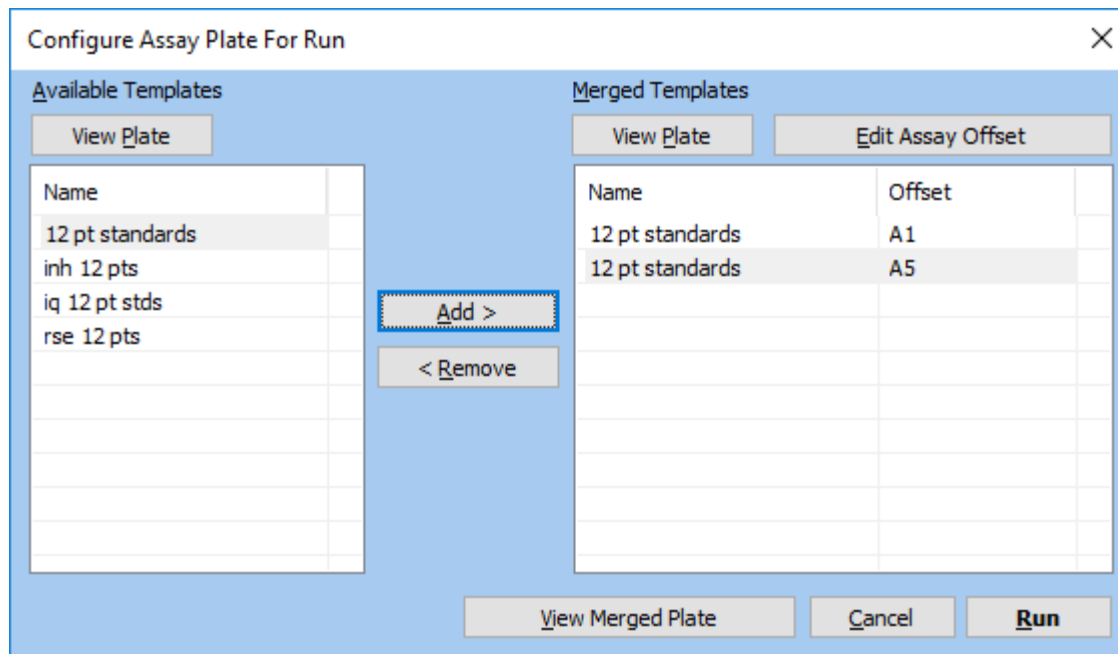 Configure Assay Plate For Run
Available Templates
View Plate
Name
12 pt standards
inh 12 pts
iq 12 pt stds
rse 12 pts
Add >
< Remove
Merged Templates
View Plate Edit Assay Offset
Name Offset
12 pt standards A1
12 pt standards A5
View Merged Plate Cancel Run